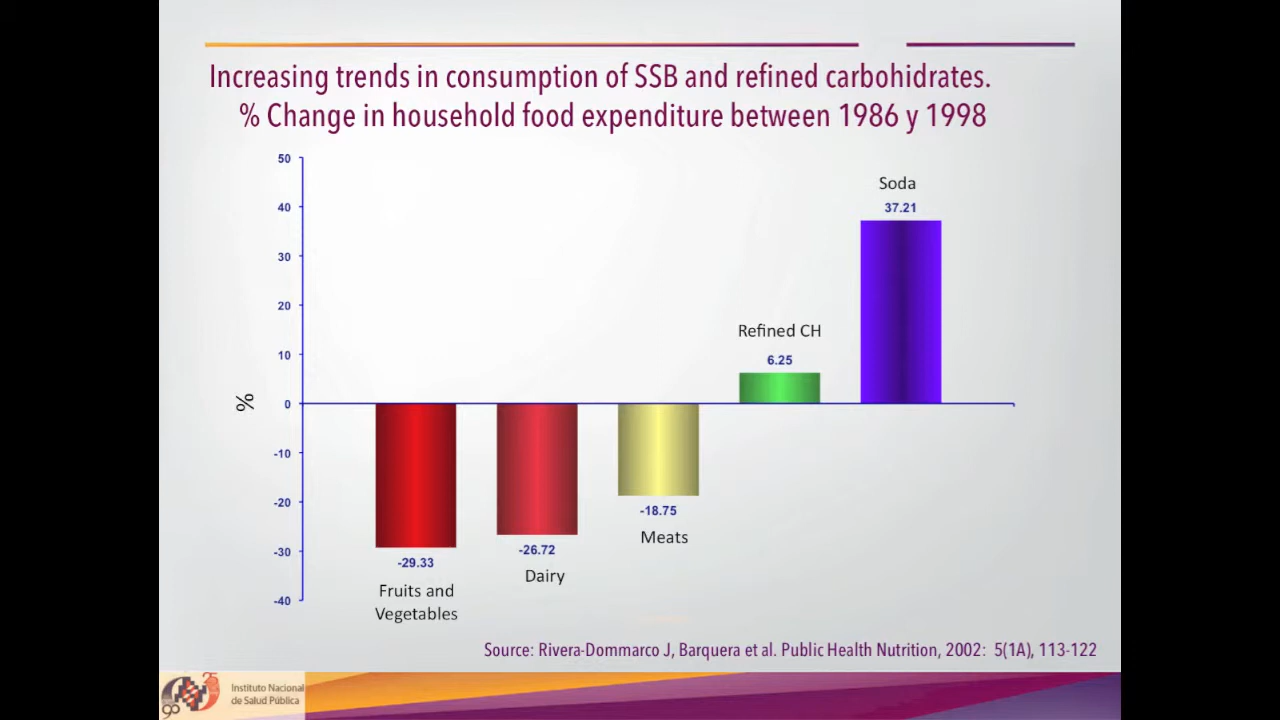 Increasing trends in consumption of SSB and refined carbohidrates.
% Change in household food expenditure between 1986 y 1998
50
40
30
20
10
0
-10
-20
-30
-40
%
Soda
37.21
Refined CH
6.25
-18.75
Meats
-26.72
Dairy
-29.33
Fruits and
Vegetables
Source: Rivera-Dommarco J, Barquera et al. Public Health Nutrition, 2002: 5(1A), 113-122
Instituto Nacional
de Salud Pública